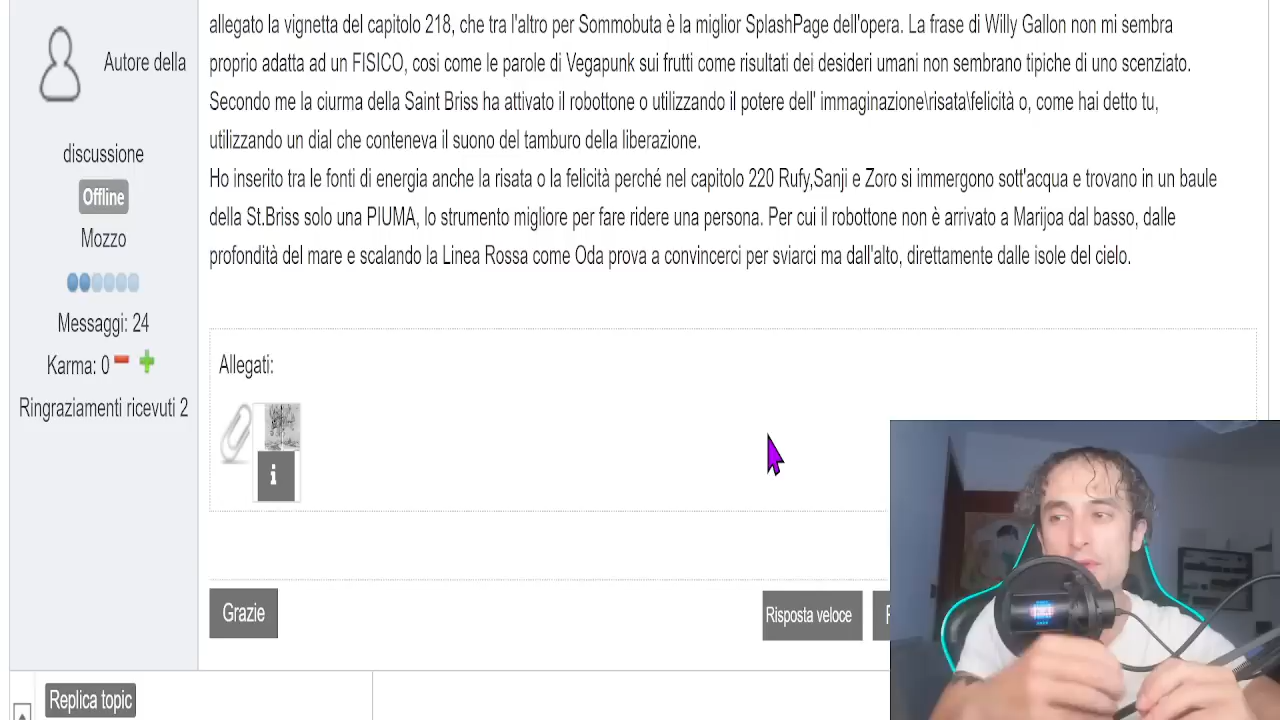 allegato la vignetta del capitolo 218, che tra l'altro per Sommobuta è la miglior SplashPage dell'opera. La frase di Willy Gallon non mi sembra
proprio adatta ad un FISICO, cosi come le parole di Vegapunk sui frutti come risultati dei desideri umani non sembrano tipiche di uno scenziato.
Secondo me la ciurma della Saint Briss ha attivato il robottone o utilizzando il potere dell' immaginazione\risata\felicità o, come hai detto tu,
utilizzando un dial che conteneva il suono del tamburo della liberazione.
Ho inserito tra le fonti di energia anche la risata o la felicità perché nel capitolo 220 Rufy,Sanji e Zoro si immergono sott'acqua e trovano in un baule
della St.Briss solo una PIUMA, lo strumento migliore per fare ridere una persona. Per cui il robottone non è arrivato a Marijoa dal basso, dalle
profondità del mare e scalando la Linea Rossa come Oda prova a convincerci per sviarci ma dall'alto, direttamente dalle isole del cielo.
Autore della
discussione
Offline
Mozzo
Messaggi: 24
Karma: 0
Ringraziamenti ricevuti 2
Allegati:
i
Grazie
Risposta veloce
Replica topic